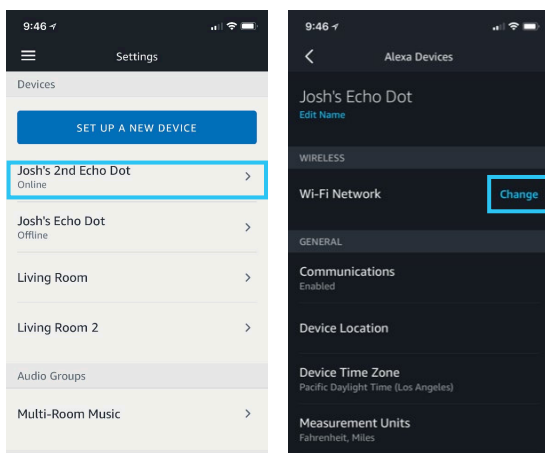 9:46
Settings
Devices
SET UP A NEW DEVICE
Josh's 2nd Echo Dot
Online
Josh's Echo Dot
Offline
Living Room
Living Room 2
Audio Groups
Multi-Room Music
9:46
Alexa Devices
Josh's Echo Dot
Edit Name
WIRELESS
Wi-Fi Network Change
GENERAL
Communications
Enabled
Device Location
Device Time Zone
Pacific Daylight Time (Los Angeles)
Measurement Units
Fahrenheit, Miles